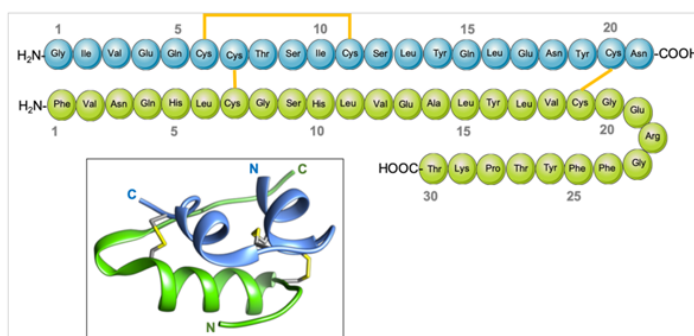 1 5 10 15 20
H₂N- Gly Ile Val Glu Gln Cys Cys Thr Ser Ile Cys Ser Leu Tyr Gln Leu Glu Asn Tyr Cys Asn -COOH
H₂N- Phe Val Asn Gln His Leu Cys Gly Ser His Leu Val Glu Ala Leu Tyr Leu Val Cys Gly Glu
1 5 10 15 20
Arg
HOOC- Thr Lys Pro Thr Tyr Phe Phe Gly
30 25
N C
C
N